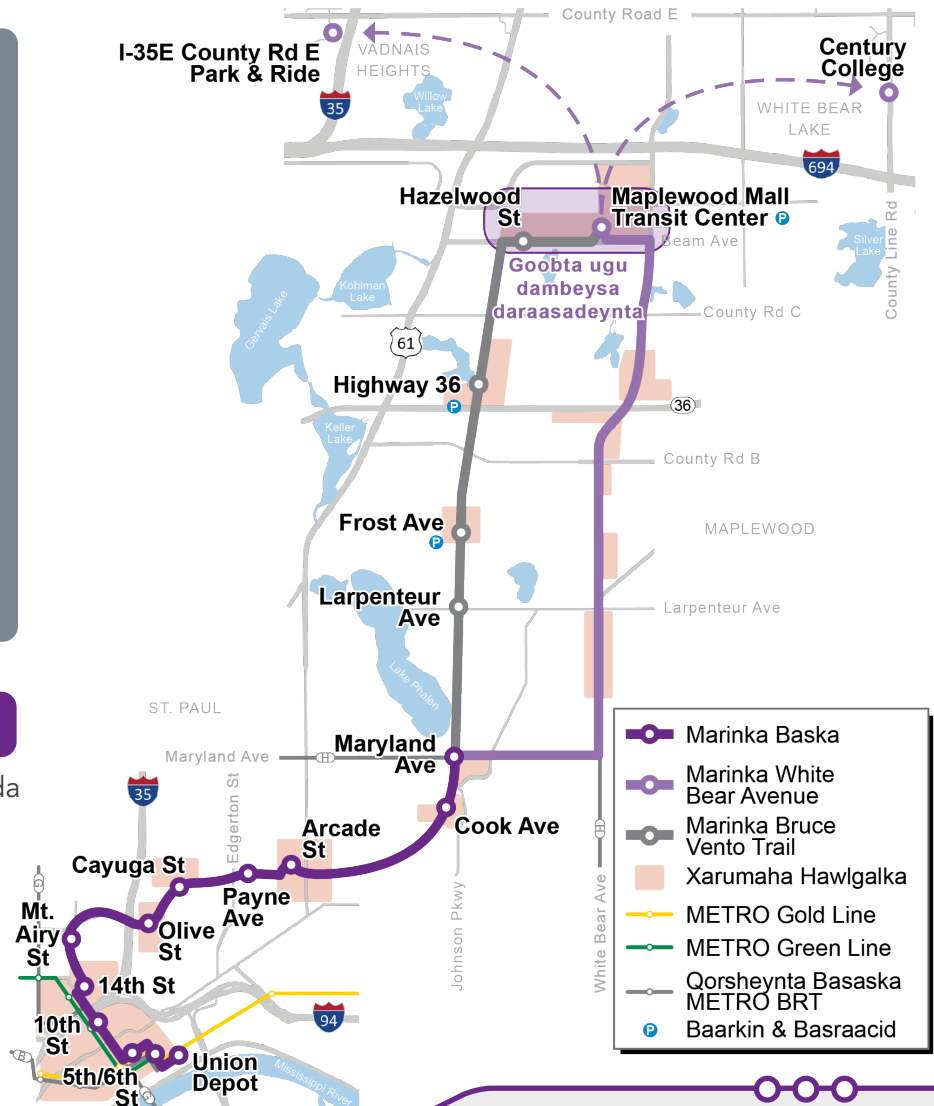 County Road E
I-35E County Rd E
Park & Ride
VADNAIS
HEIGHTS
Century
College
35
Willow
Lake
WHITE BEAR
LAKE
694
Hazelwood
St
Maplewood Mall
Transit Center P
Beam Ave
Silver
Lake
County Line Rd
Goobta ugu
dambeysa
daraasadeynta
Kohlman
Lake
Gervais Lake
County Rd C
61
Highway 36
P
36
Keller
Lake
County Rd B
Frost Ave
P
MAPLEWOOD
Larpenteur
Ave
Larpenteur Ave
Lake Phalen
ST. PAUL
Maryland Ave
H
Maryland
Ave
da
35
Edgerton St
Arcade
St
Cook Ave
Cayuga St
Payne
Ave
Olive
St
G
Mt.
Airy
St
14th St
10th
St
5th/6th
St
Union
Depot
B
G
94
Mississippi River
Johnson Pkwy
White Bear Ave
H
Marinka Baska
Marinka White
Bear Avenue
Marinka Bruce
Vento Trail
Xarumaha Hawlgalka
METRO Gold Line
METRO Green Line
Qorsheynta Basaska
METRO BRT
P Baarkin & Basraacid